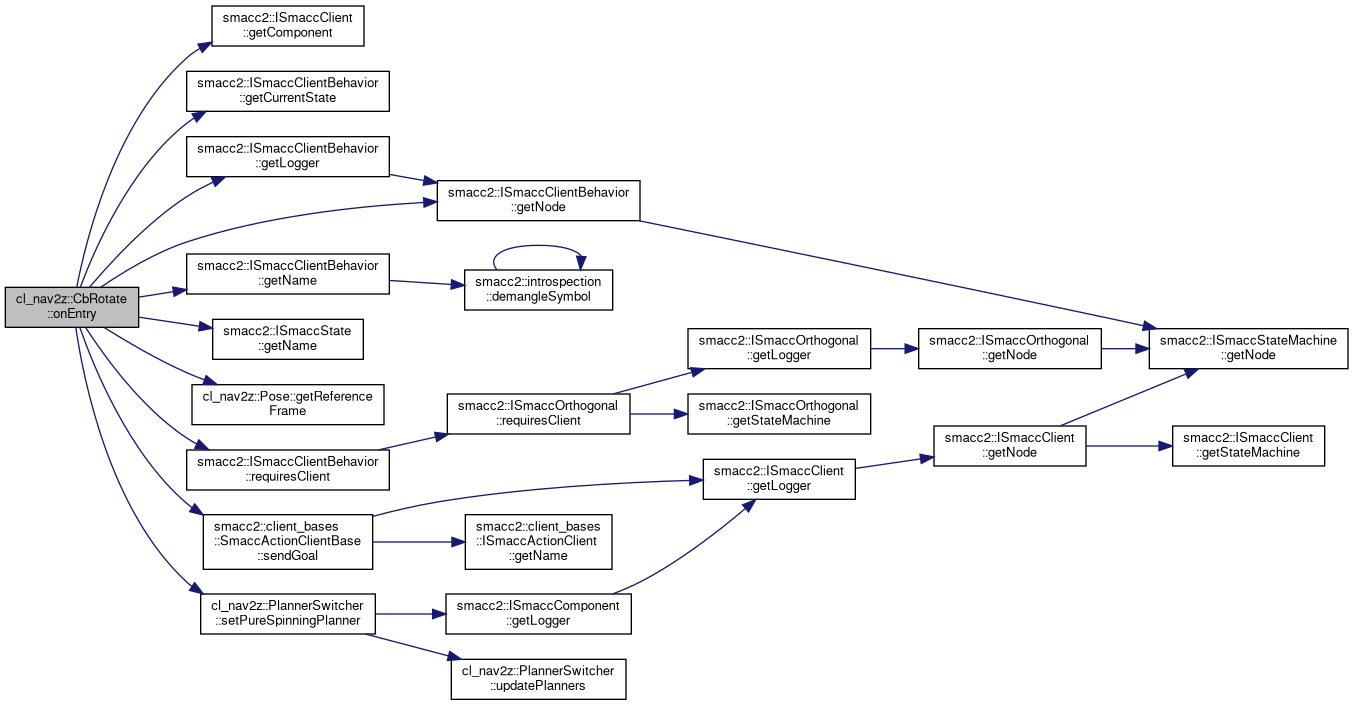 smacc2::ISmaccClient
::getComponent
smacc2::ISmaccClientBehavior
::getCurrentState
smacc2::ISmaccClientBehavior
::getLogger
smacc2::ISmaccClientBehavior
::getNode
smacc2::ISmaccClientBehavior
::getName
smacc2::introspection
::demangleSymbol
cl_nav2z::CbRotate
::onEntry
smacc2::ISmaccState
::getName
smacc2::ISmaccOrthogonal
::getLogger
smacc2::ISmaccOrthogonal
::getNode
smacc2::ISmaccStateMachine
::getNode
cl_nav2z::Pose::getReference
Frame
smacc2::ISmaccOrthogonal
::requiresClient
smacc2::ISmaccOrthogonal
::getStateMachine
smacc2::ISmaccClient
::getNode
smacc2::ISmaccClient
::getStateMachine
smacc2::ISmaccClientBehavior
::requiresClient
smacc2::ISmaccClient
::getLogger
smacc2::client_bases
::SmaccActionClientBase
::sendGoal
smacc2::client_bases
::ISmaccActionClient
::getName
cl_nav2z::PlannerSwitcher
::setPureSpinningPlanner
smacc2::ISmaccComponent
::getLogger
cl_nav2z::PlannerSwitcher
::updatePlanners